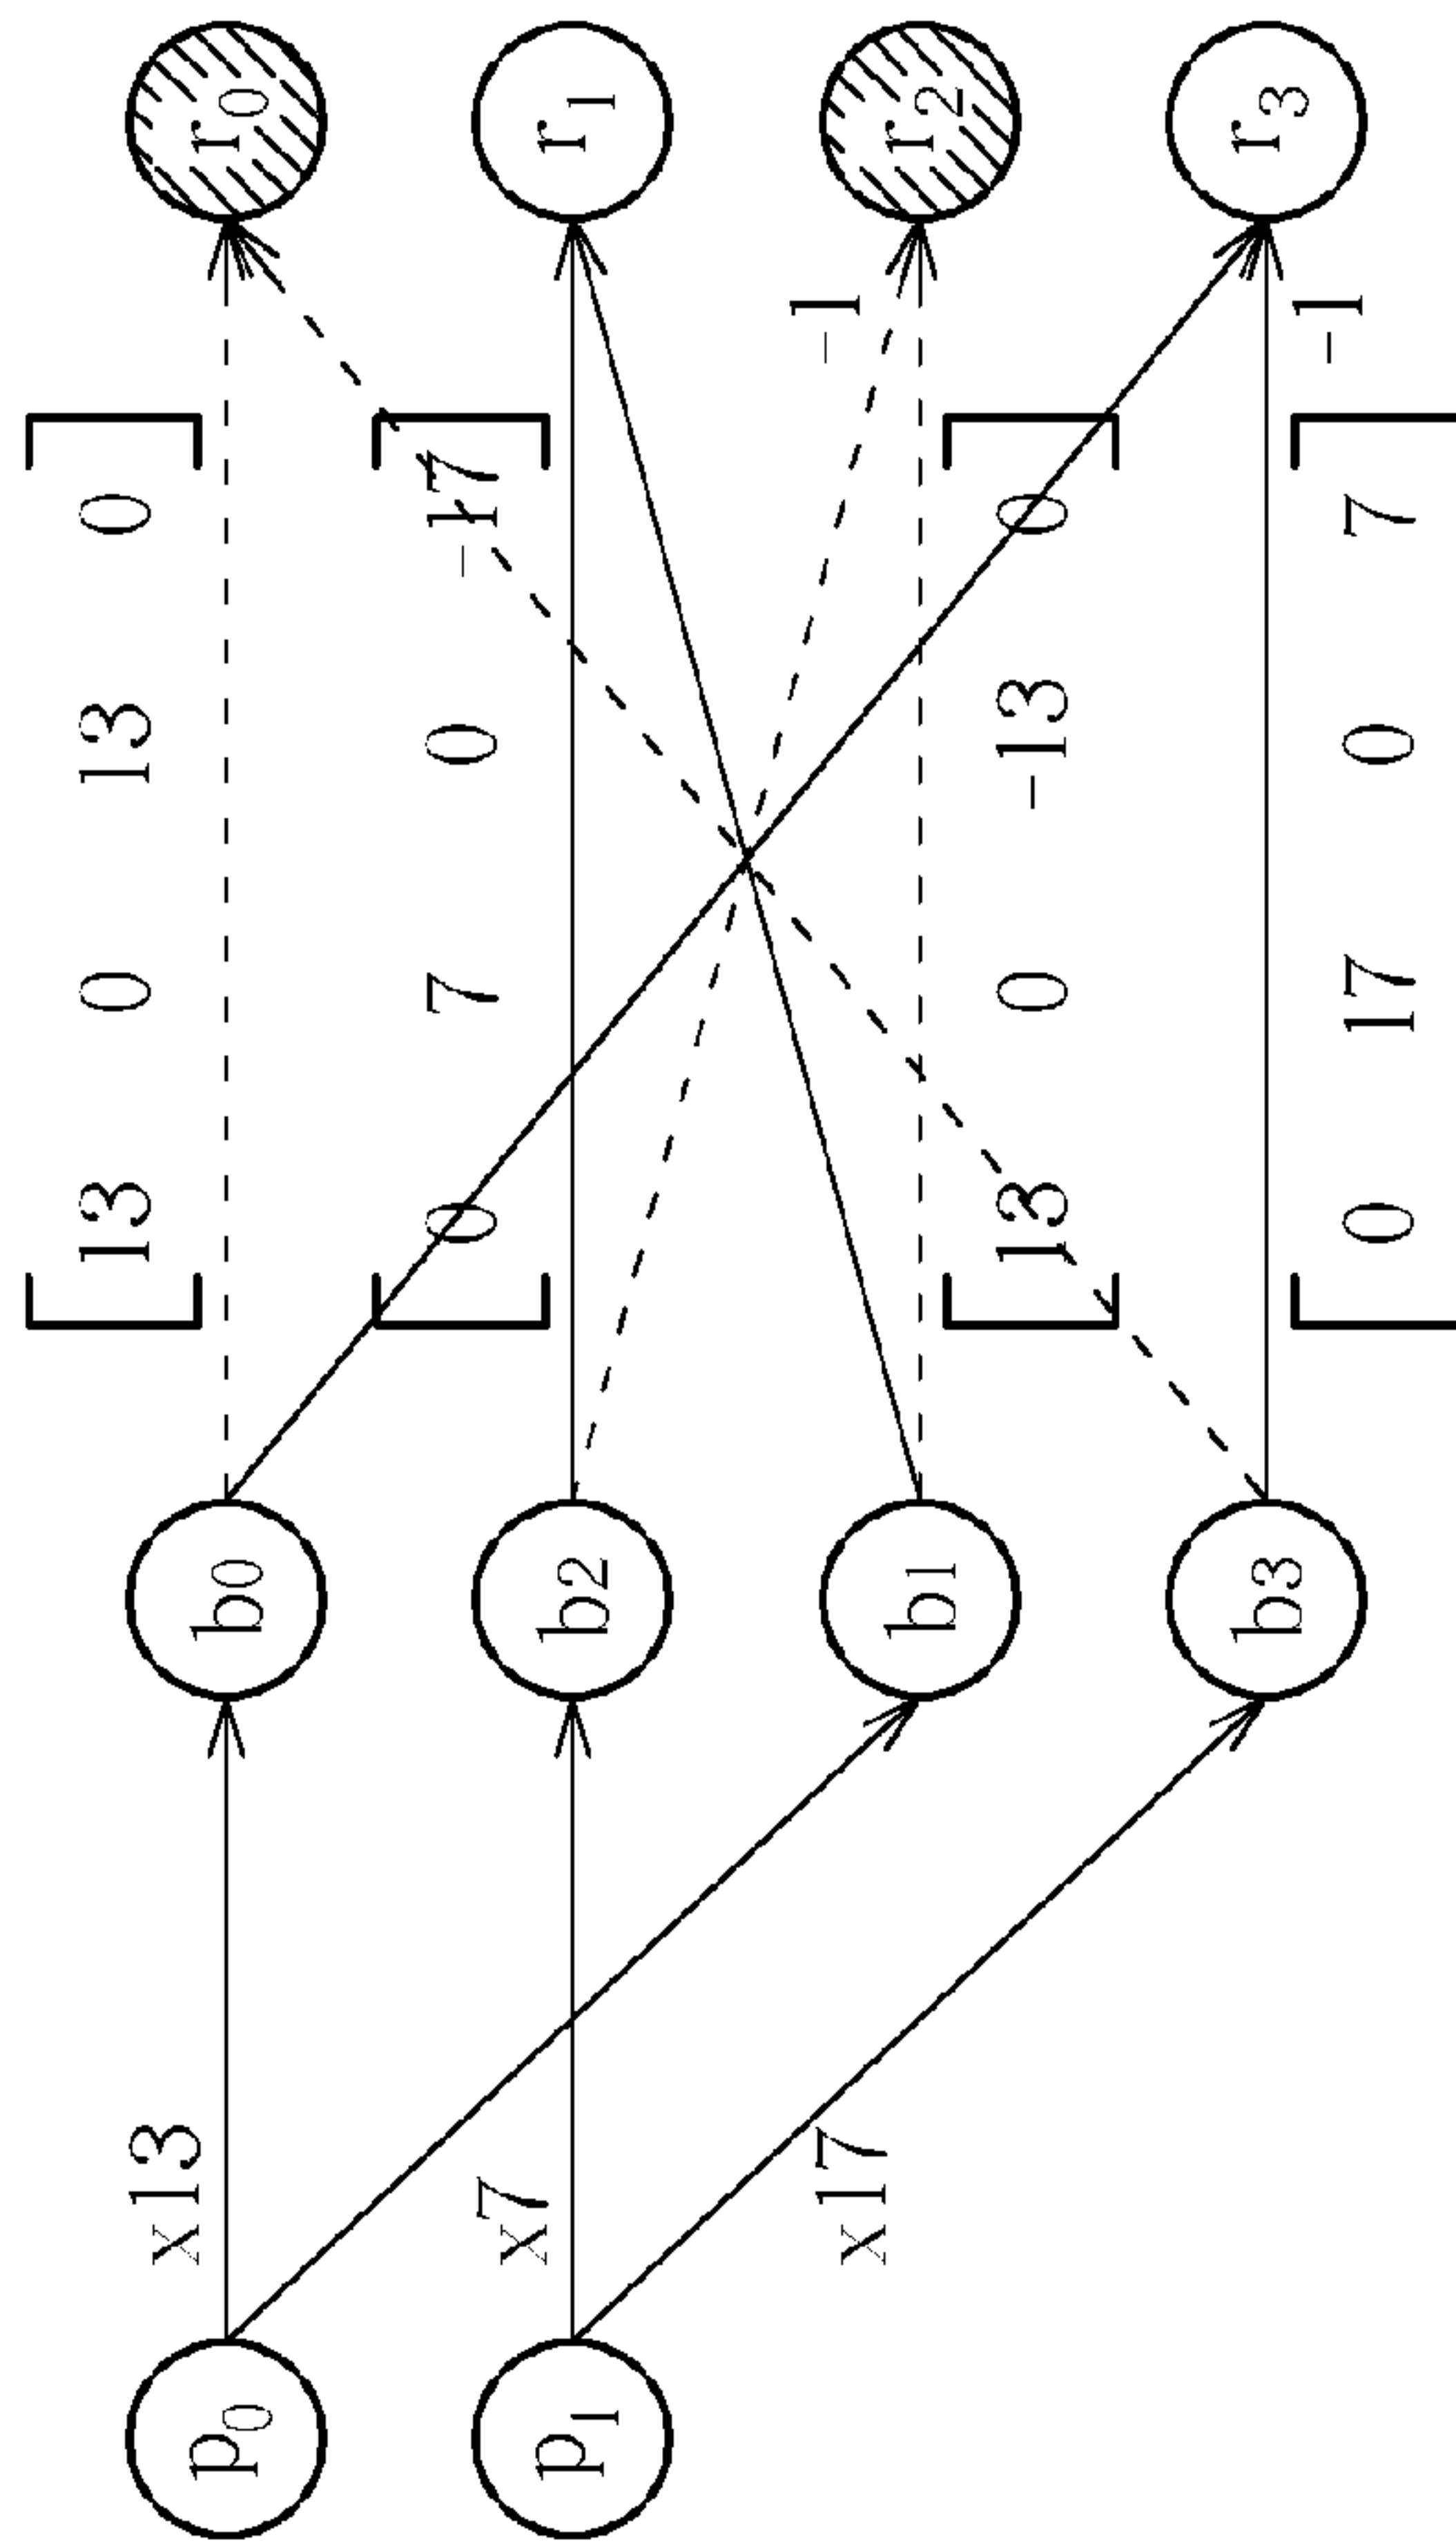 [13 0 13 0]
x13
p₀ b0 r₀
[0 7 0 -17]
x7
p₁ b2 r₁
x17 -1
b1 r₂
[13 0 -13 0]
b3 r₃
-1
[0 17 0 7]